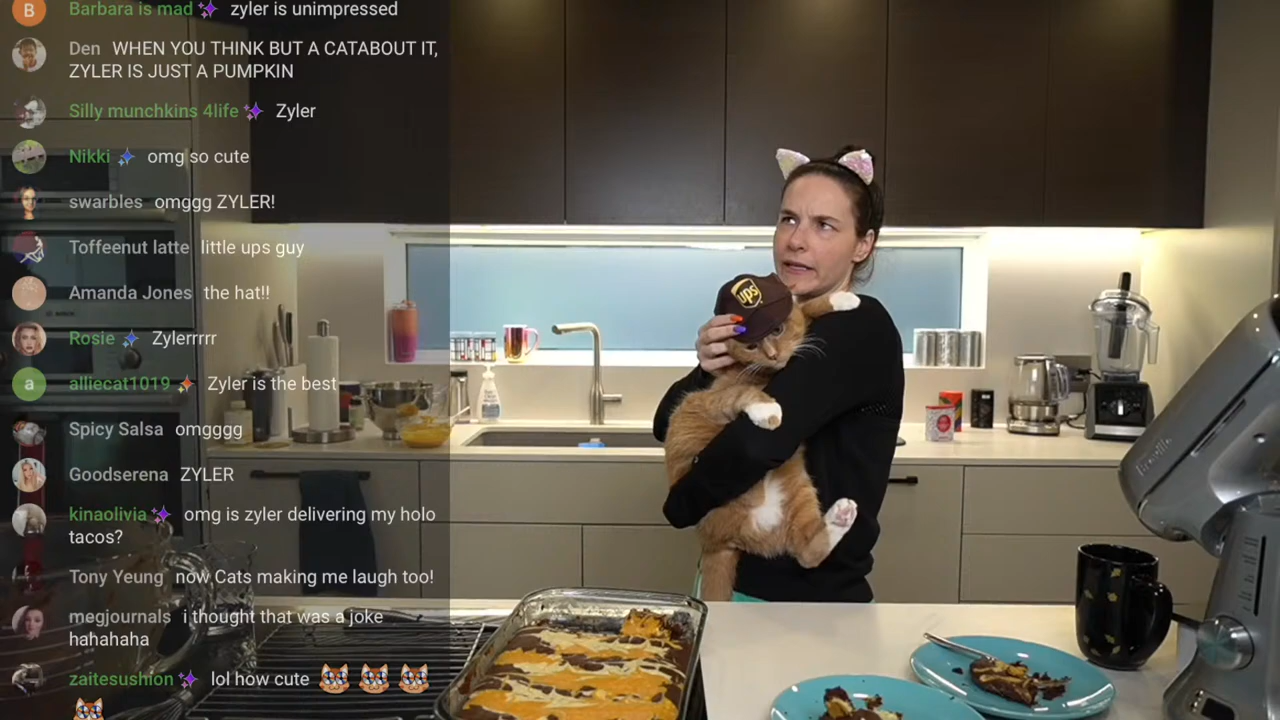 B Barbara is mad zyler is unimpressed
Den WHEN YOU THINK BUT A CATABOUT IT,
ZYLER IS JUST A PUMPKIN
Silly munchkins 4life Zyler
Nikki omg so cute
swarbles omggg ZYLER!
Toffeenut latte little ups guy
Amanda Jones the hat!!
Rosie Zylerrrrr
a alliecat1019 Zyler is the best
Spicy Salsa omgggg
Goodserena ZYLER
kinaolivia omg is zyler delivering my holo
tacos?
Tony Yeung now Cats making me laugh too!
megjournals i thought that was a joke
hahahaha
zaitesushion lol how cute
ups
Breville